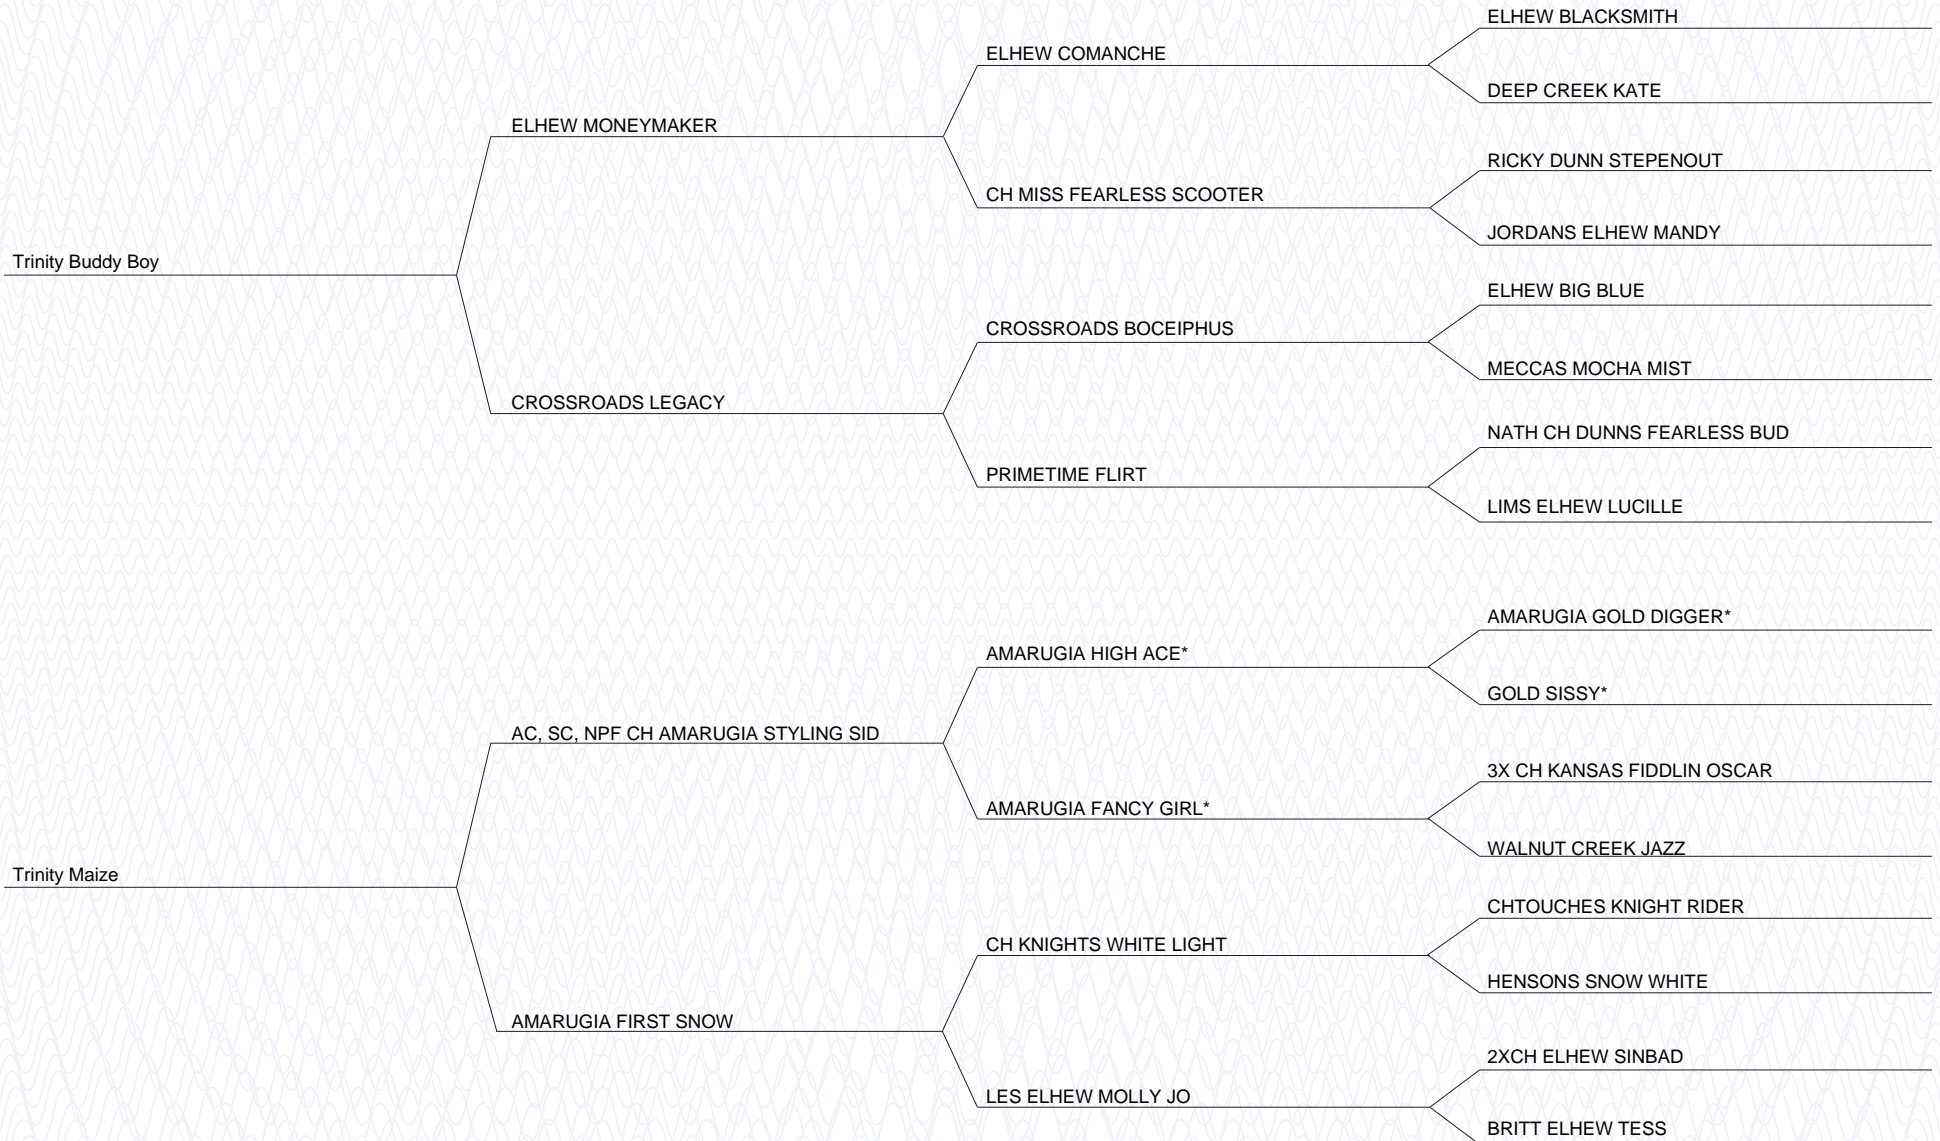 ELHEW BLACKSMITH
ELHEW COMANCHE
DEEP CREEK KATE
ELHEW MONEYMAKER
RICKY DUNN STEPENOUT
CH MISS FEARLESS SCOOTER
JORDANS ELHEW MANDY
Trinity Buddy Boy
ELHEW BIG BLUE
CROSSROADS BOCEIPHUS
MECCAS MOCHA MIST
CROSSROADS LEGACY
NATH CH DUNNS FEARLESS BUD
PRIMETIME FLIRT
LIMS ELHEW LUCILLE
AMARUGIA GOLD DIGGER*
AMARUGIA HIGH ACE*
GOLD SISSY*
AC, SC, NPF CH AMARUGIA STYLING SID
3X CH KANSAS FIDDLIN OSCAR
AMARUGIA FANCY GIRL*
WALNUT CREEK JAZZ
Trinity Maize
CHTOUCHES KNIGHT RIDER
CH KNIGHTS WHITE LIGHT
HENSONS SNOW WHITE
AMARUGIA FIRST SNOW
2XCH ELHEW SINBAD
LES ELHEW MOLLY JO
BRITT ELHEW TESS